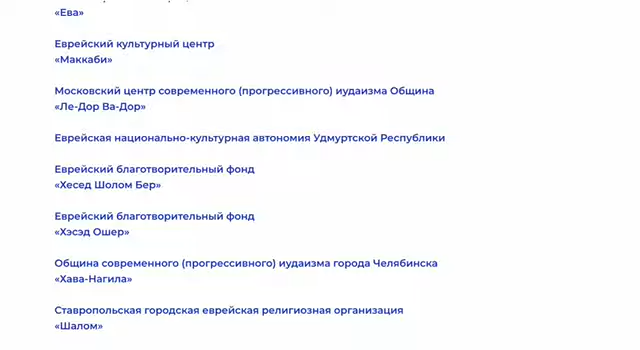 «Ева»
Еврейский культурный центр
«Маккаби»
Московский центр современного (прогрессивного) иудаизма Община
«Ле-Дор Ва-Дор»
Еврейская национально-культурная автономия Удмуртской Республики
Еврейский благотворительный фонд
«Хесед Шолом Бер»
Еврейский благотворительный фонд
«Хэсэд Ошер»
Община современного (прогрессивного) иудаизма города Челябинска
«Хава-Нагила»
Ставропольская городская еврейская религиозная организация
«Шалом»